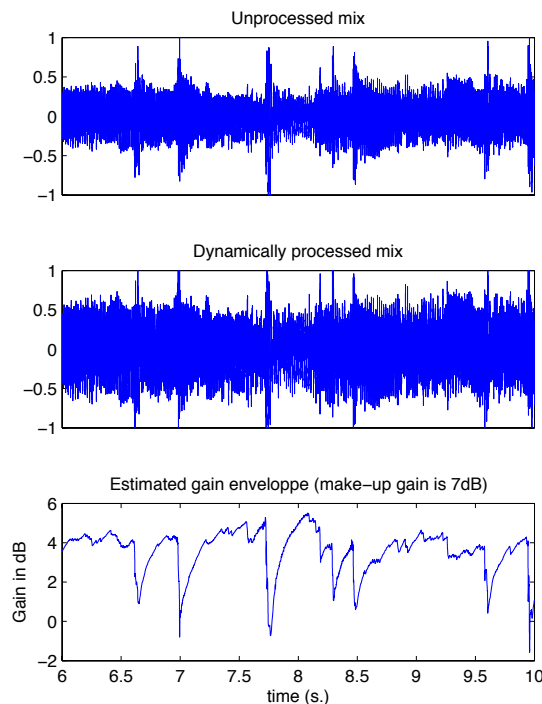 Unprocessed mix
1
0.5
0
−0.5
−1
Dynamically processed mix
1
0.5
0
−0.5
−1
Estimated gain enveloppe (make−up gain is 7dB)
6
4
2
0
−2
Gain in dB
6 6.5 7 7.5 8 8.5 9 9.5 10
time (s.)